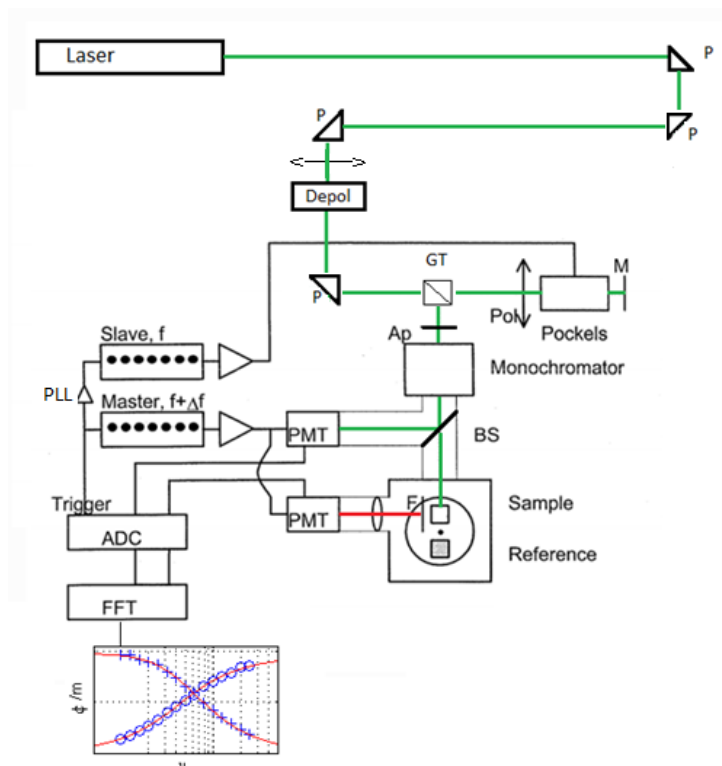 Laser
P
P
P
Depol
GT
P
M
Pol
Pockels
Slave, f
Ap
Monochromator
PLL
Master, f+Δf
PMT
BS
Trigger
F
Sample
PMT
ADC
Reference
FFT
ϕ /m